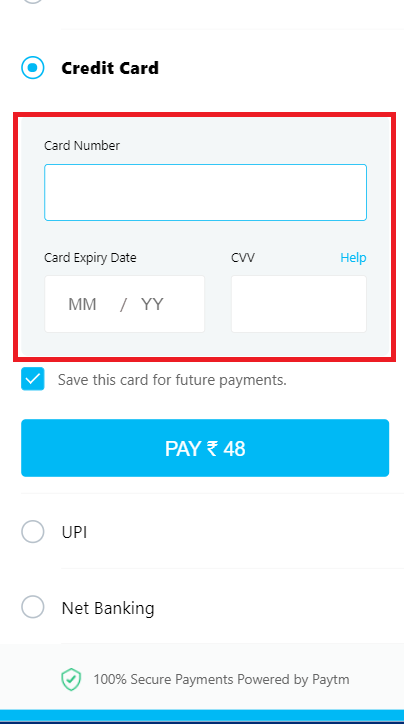 Credit Card
Card Number
Card Expiry Date CVV Help
MM / YY
Save this card for future payments.
PAY ₹ 48
UPI
Net Banking
100% Secure Payments Powered by Paytm